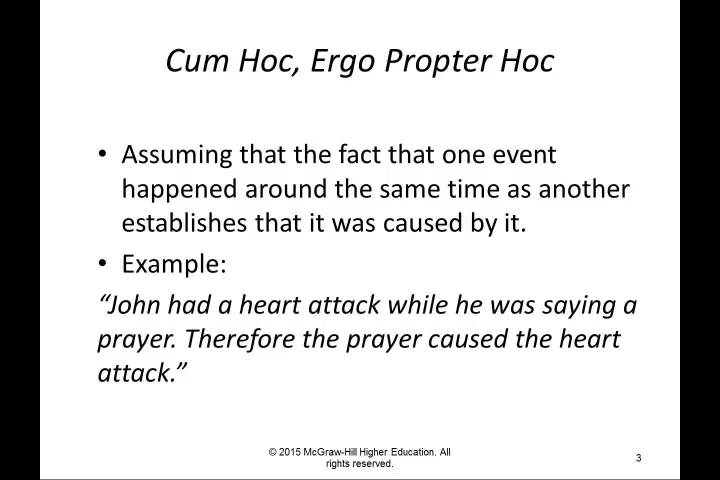 Cum Hoc, Ergo Propter Hoc
• Assuming that the fact that one event
happened around the same time as another
establishes that it was caused by it.
• Example:
“John had a heart attack while he was saying a
prayer. Therefore the prayer caused the heart
attack.”
© 2015 McGraw-Hill Higher Education. All
rights reserved.
3